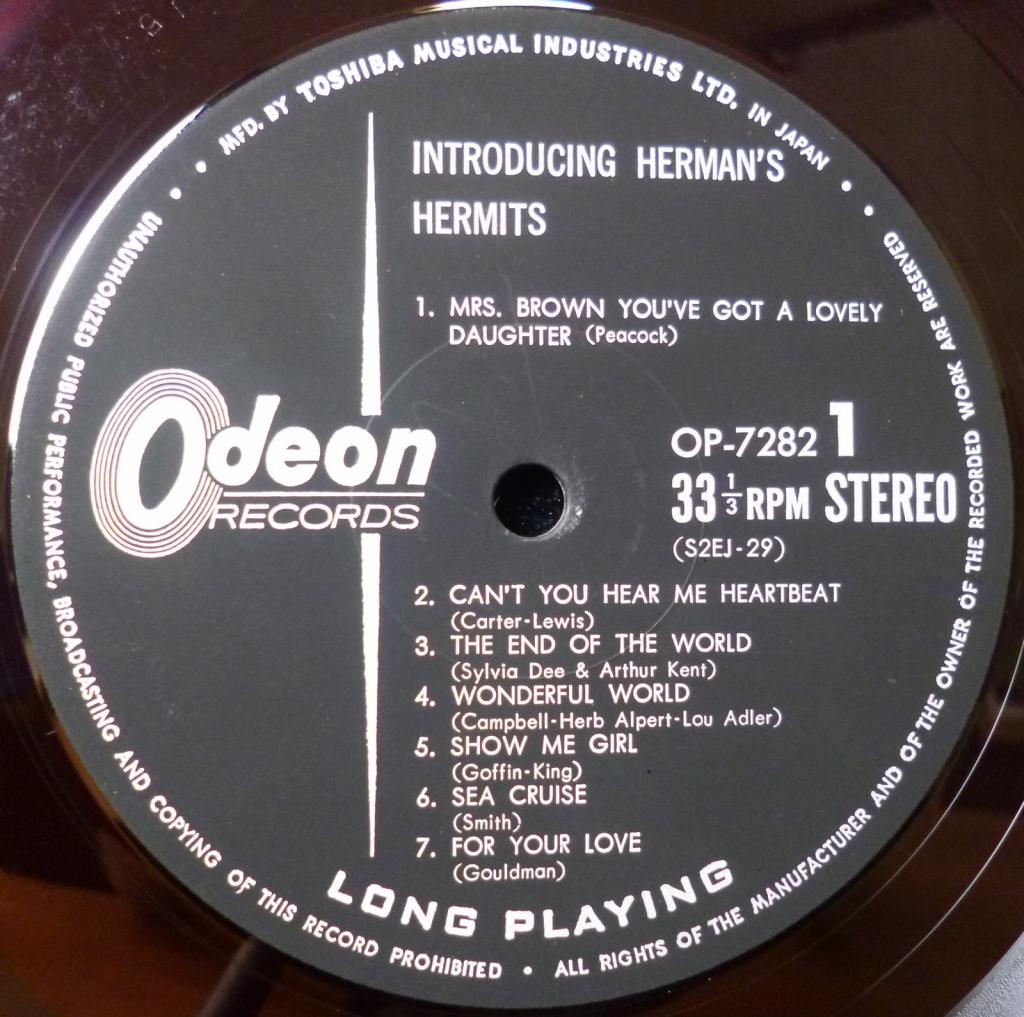 MFD. BY TOSHIBA MUSICAL INDUSTRIES LTD. IN JAPAN
INTRODUCING HERMAN'S
HERMITS
1. MRS. BROWN YOU'VE GOT A LOVELY
DAUGHTER (Peacock)
Odeon
RECORDS
OP-7282 1
33 1/3 RPM STEREO
(S2EJ-29)
2. CAN'T YOU HEAR ME HEARTBEAT
(Carter-Lewis)
3. THE END OF THE WORLD
(Sylvia Dee & Arthur Kent)
4. WONDERFUL WORLD
(Campbell-Herb Alpert-Lou Adler)
5. SHOW ME GIRL
(Goffin-King)
6. SEA CRUISE
(Smith)
7. FOR YOUR LOVE
(Gouldman)
LONG PLAYING
UNAUTHORIZED PUBLIC PERFORMANCE, BROADCASTING AND COPYING OF THIS RECORD PROHIBITED • ALL RIGHTS OF THE MANUFACTURER AND OF THE OWNER OF THE RECORDED WORK ARE RESERVED